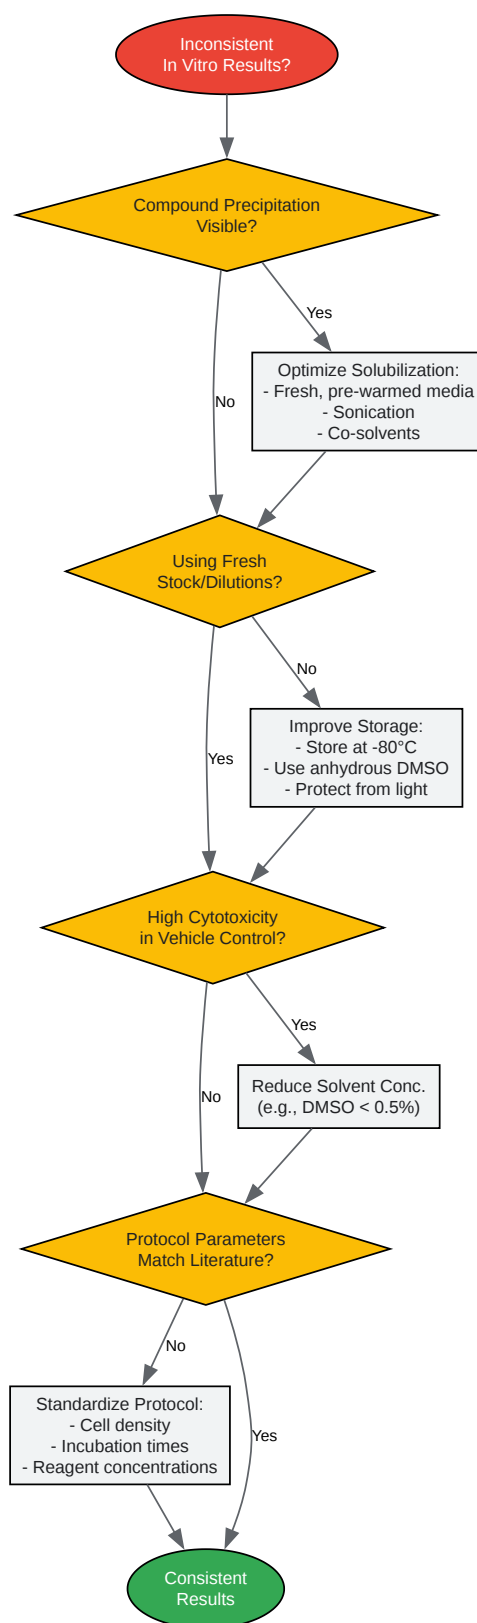 Inconsistent
In Vitro Results?
Compound Precipitation
Visible?
Yes
Optimize Solubilization:
- Fresh, pre-warmed media
- Sonication
- Co-solvents
No
Using Fresh
Stock/Dilutions?
No
Improve Storage:
- Store at -80°C
- Use anhydrous DMSO
- Protect from light
Yes
High Cytotoxicity
in Vehicle Control?
Yes
Reduce Solvent Conc.
(e.g., DMSO < 0.5%)
No
Protocol Parameters
Match Literature?
No
Standardize Protocol:
- Cell density
- Incubation times
- Reagent concentrations
Yes
Consistent
Results